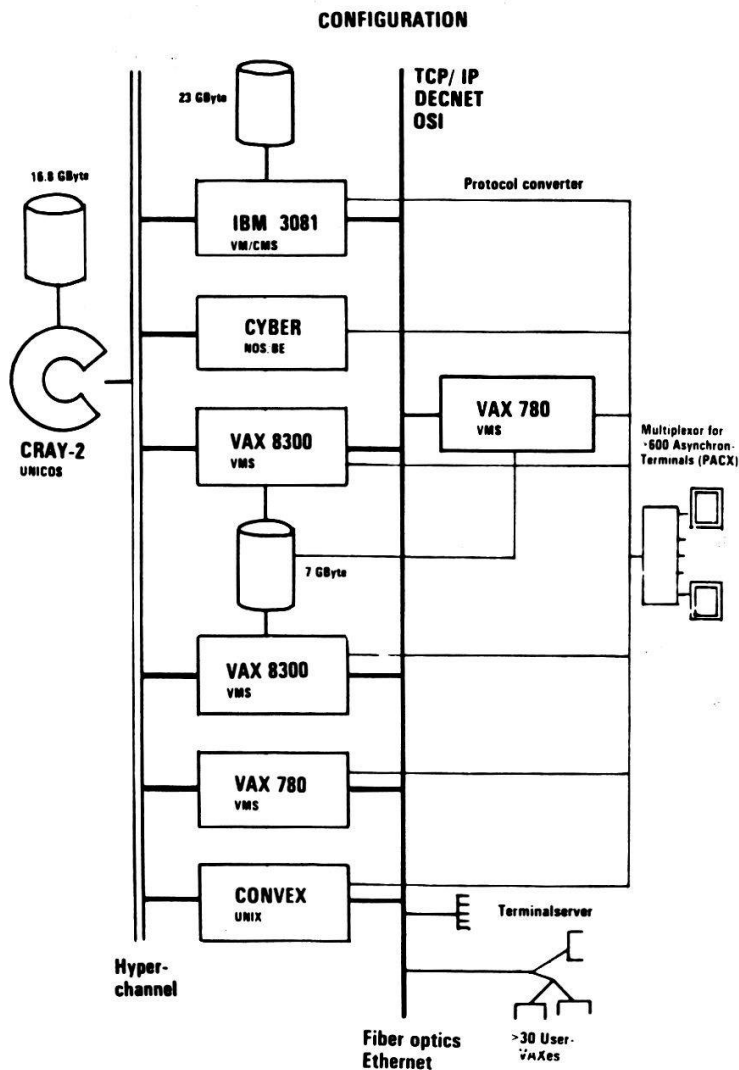 CONFIGURATION
TCP/ IP
DECNET
OSI
23 GByte
16.8 GByte
Protocol converter
IBM 3081
VM/CMS
CYBER
NOS.BE
VAX 780
VMS
CRAY-2
UNICOS
VAX 8300
VMS
Multiplexor for
>600 Asynchron-
Terminals (PACX)
7 GByte
VAX 8300
VMS
VAX 780
VMS
CONVEX
UNIX
Terminalserver
Hyper-
channel
Fiber optics
Ethernet
>30 User-
VAXes